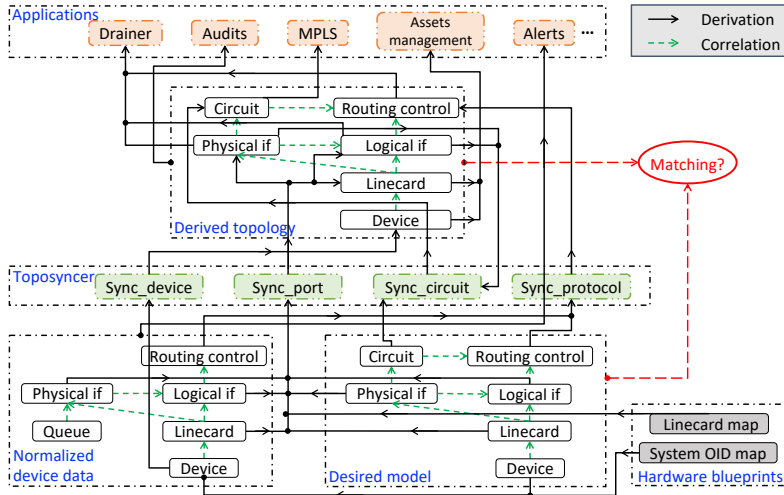 Applications
Drainer
Audits
MPLS
Assets
management
Alerts
...
Derivation
Correlation
Circuit
Routing control
Physical if
Logical if
Linecard
Device
Derived topology
Matching?
Toposyncer
Sync_device
Sync_port
Sync_circuit
Sync_protocol
Routing control
Physical if
Logical if
Queue
Linecard
Device
Normalized
device data
Circuit
Routing control
Physical if
Logical if
Linecard
Device
Desired model
Linecard map
System OID map
Hardware blueprints